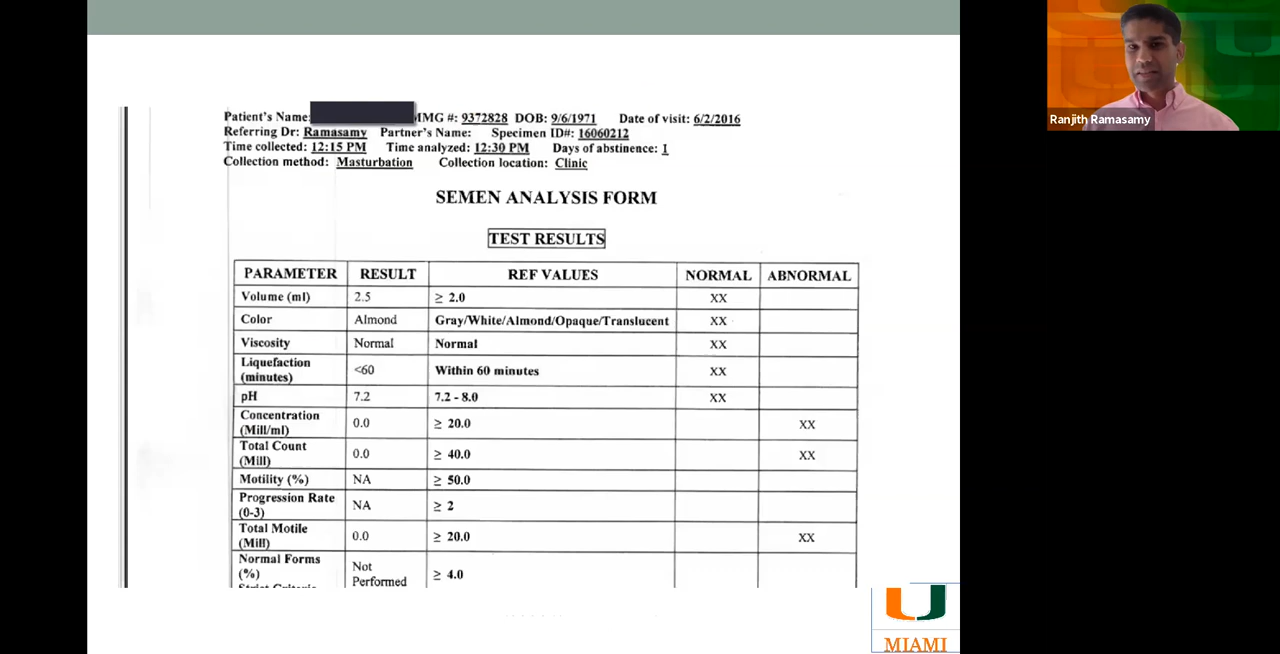 Patient's Name: MMG #: 9372828 DOB: 9/6/1971 Date of visit: 6/2/2016
Referring Dr: Ramasamy Partner's Name: Specimen ID#: 16060212
Time collected: 12:15 PM Time analyzed: 12:30 PM Days of abstinence: 1
Collection method: Masturbation Collection location: Clinic
SEMEN ANALYSIS FORM
TEST RESULTS
PARAMETER RESULT REF VALUES NORMAL ABNORMAL
Volume (ml) 2.5 ≥ 2.0 XX
Color Almond Gray/White/Almond/Opaque/Translucent XX
Viscosity Normal Normal XX
Liquefaction
(minutes) <60 Within 60 minutes XX
pH 7.2 7.2 - 8.0 XX
Concentration
(Mill/ml) 0.0 ≥ 20.0 XX
Total Count
(Mill) 0.0 ≥ 40.0 XX
Motility (%) NA ≥ 50.0
Progression Rate
(0-3) NA ≥ 2
Total Motile
(Mill) 0.0 ≥ 20.0 XX
Normal Forms
(%) Not
Performed ≥ 4.0
Ranjith Ramasamy
U
MIAMI